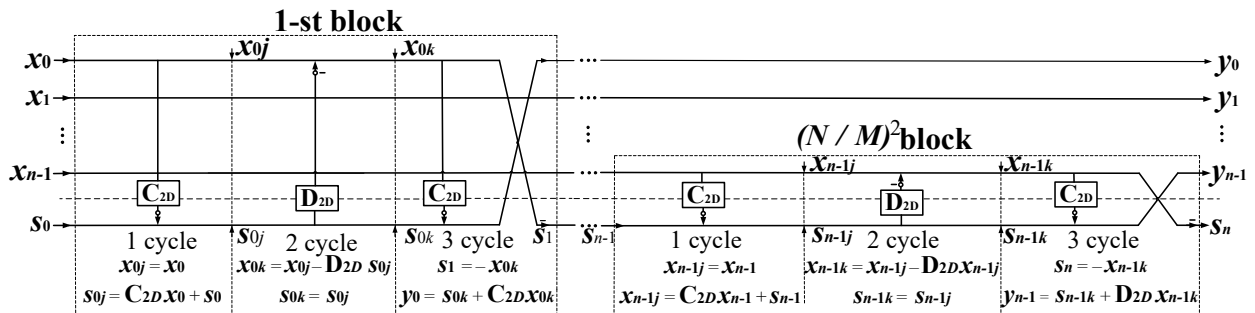 1-st block
x0j x0k
x0 ... y0
x1 ... y1
⋮ ⋮ ⋮ ⋮
(N / M)² block
xn-1 ... xn-1j xn-1k yn-1
C2D D2D C2D C2D D2D C2D
- -
s0 s0j s0k s̄1 ... sn-1 sn-1j sn-1k s̄n
1 cycle 2 cycle 3 cycle 1 cycle 2 cycle 3 cycle
x0j = x0 x0k = x0j – D2D s0j s1 = – x0k xn-1j = xn-1 xn-1k = xn-1j – D2D xn-1j sn = – xn-1k
s0j = C2D x0 + s0 s0k = s0j y0 = s0k + C2D x0k xn-1j = C2D xn-1 + sn-1 sn-1k = sn-1j yn-1 = sn-1k + D2D xn-1k